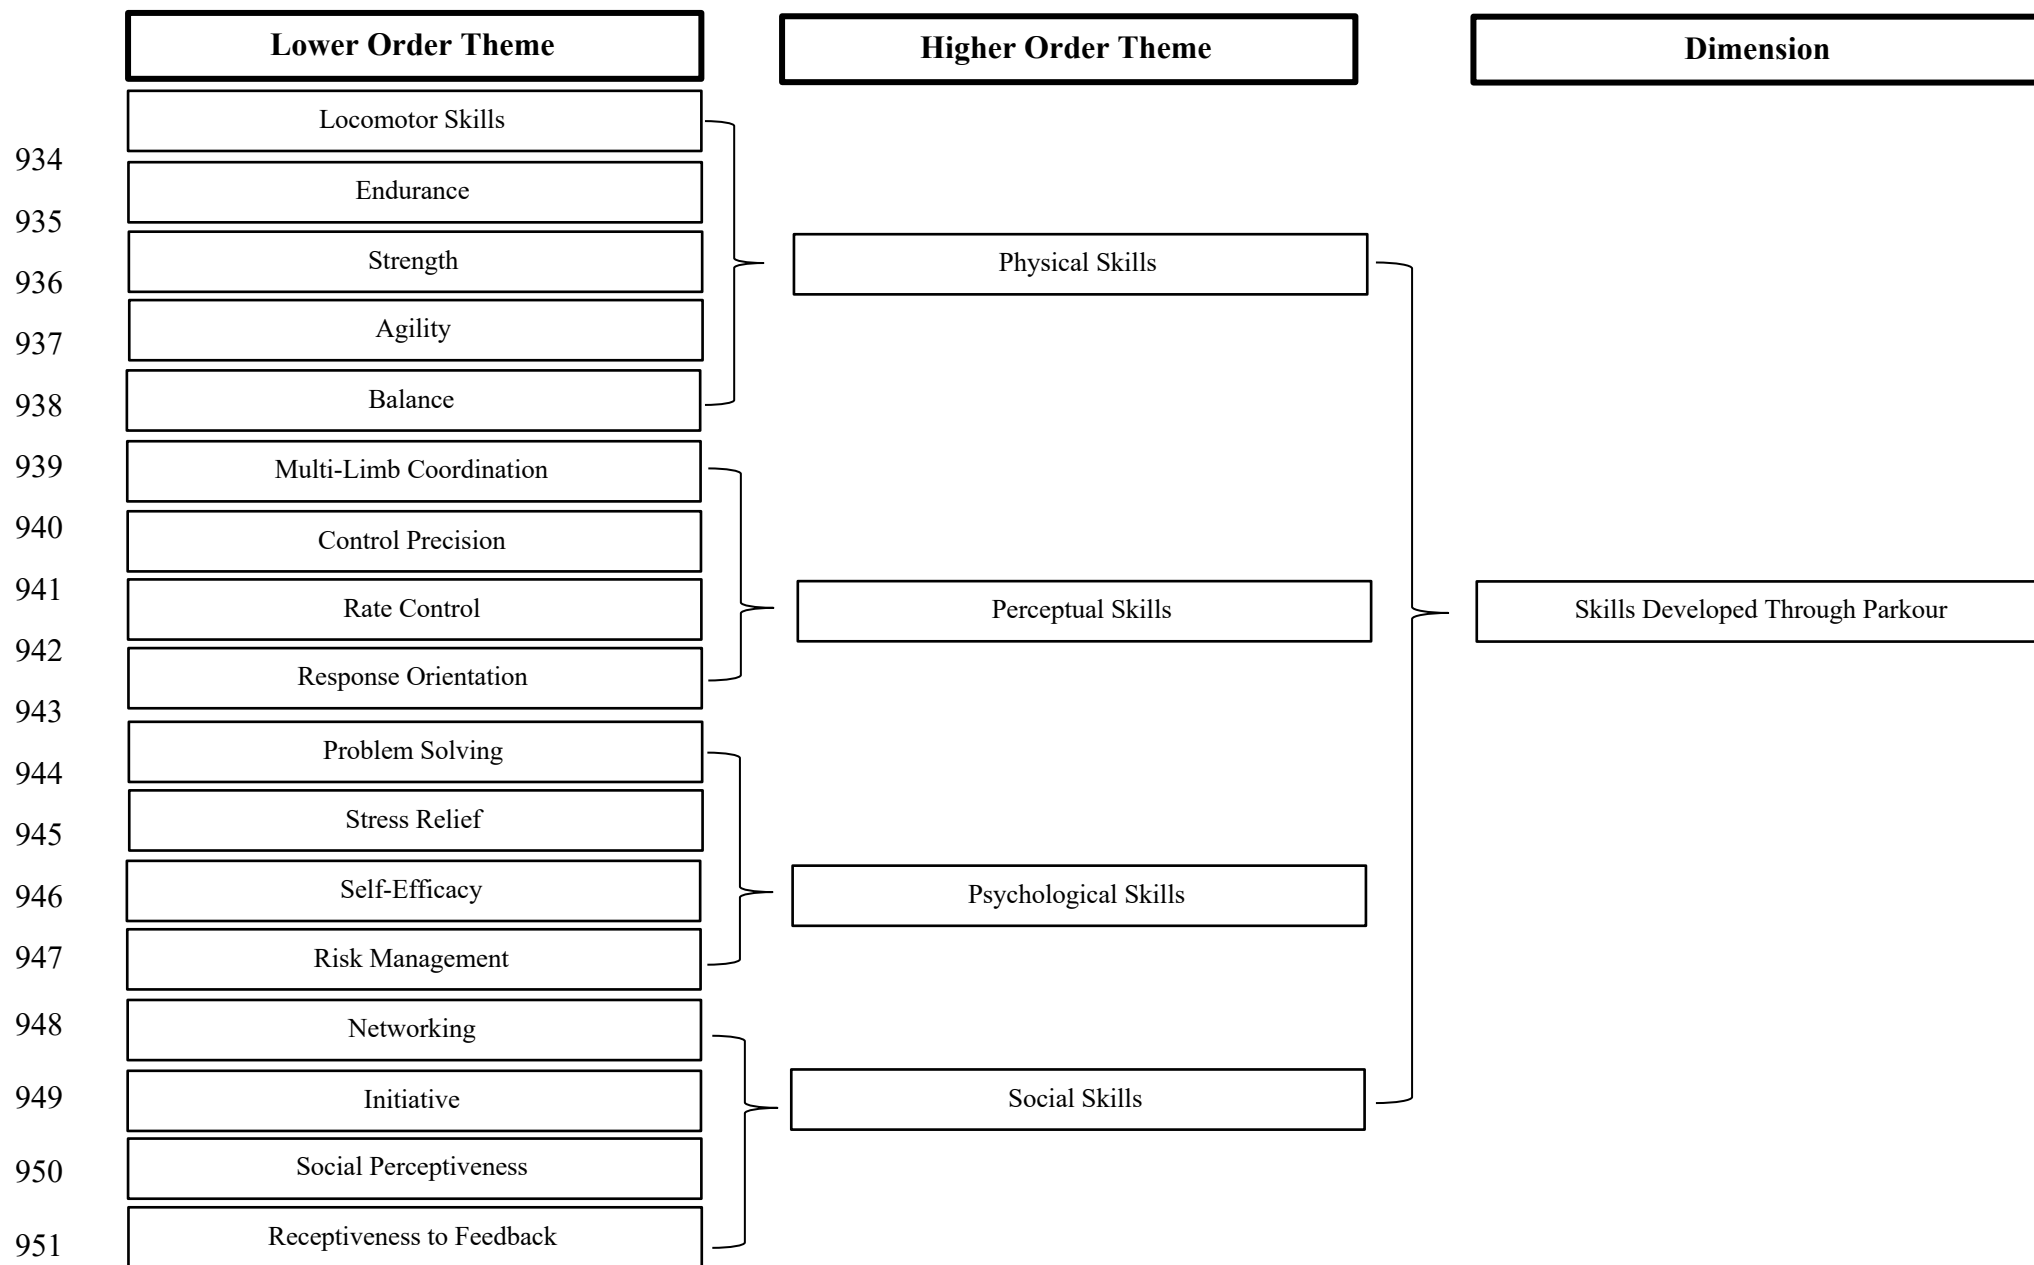 Lower Order Theme
Higher Order Theme
Dimension
Locomotor Skills
934
Endurance
935
Strength
Physical Skills
936
Agility
937
Balance
938
Multi-Limb Coordination
939
940
Control Precision
941
Rate Control
Perceptual Skills
Skills Developed Through Parkour
942
Response Orientation
943
Problem Solving
944
Stress Relief
945
Self-Efficacy
Psychological Skills
946
Risk Management
947
948
Networking
949
Initiative
Social Skills
950
Social Perceptiveness
951
Receptiveness to Feedback